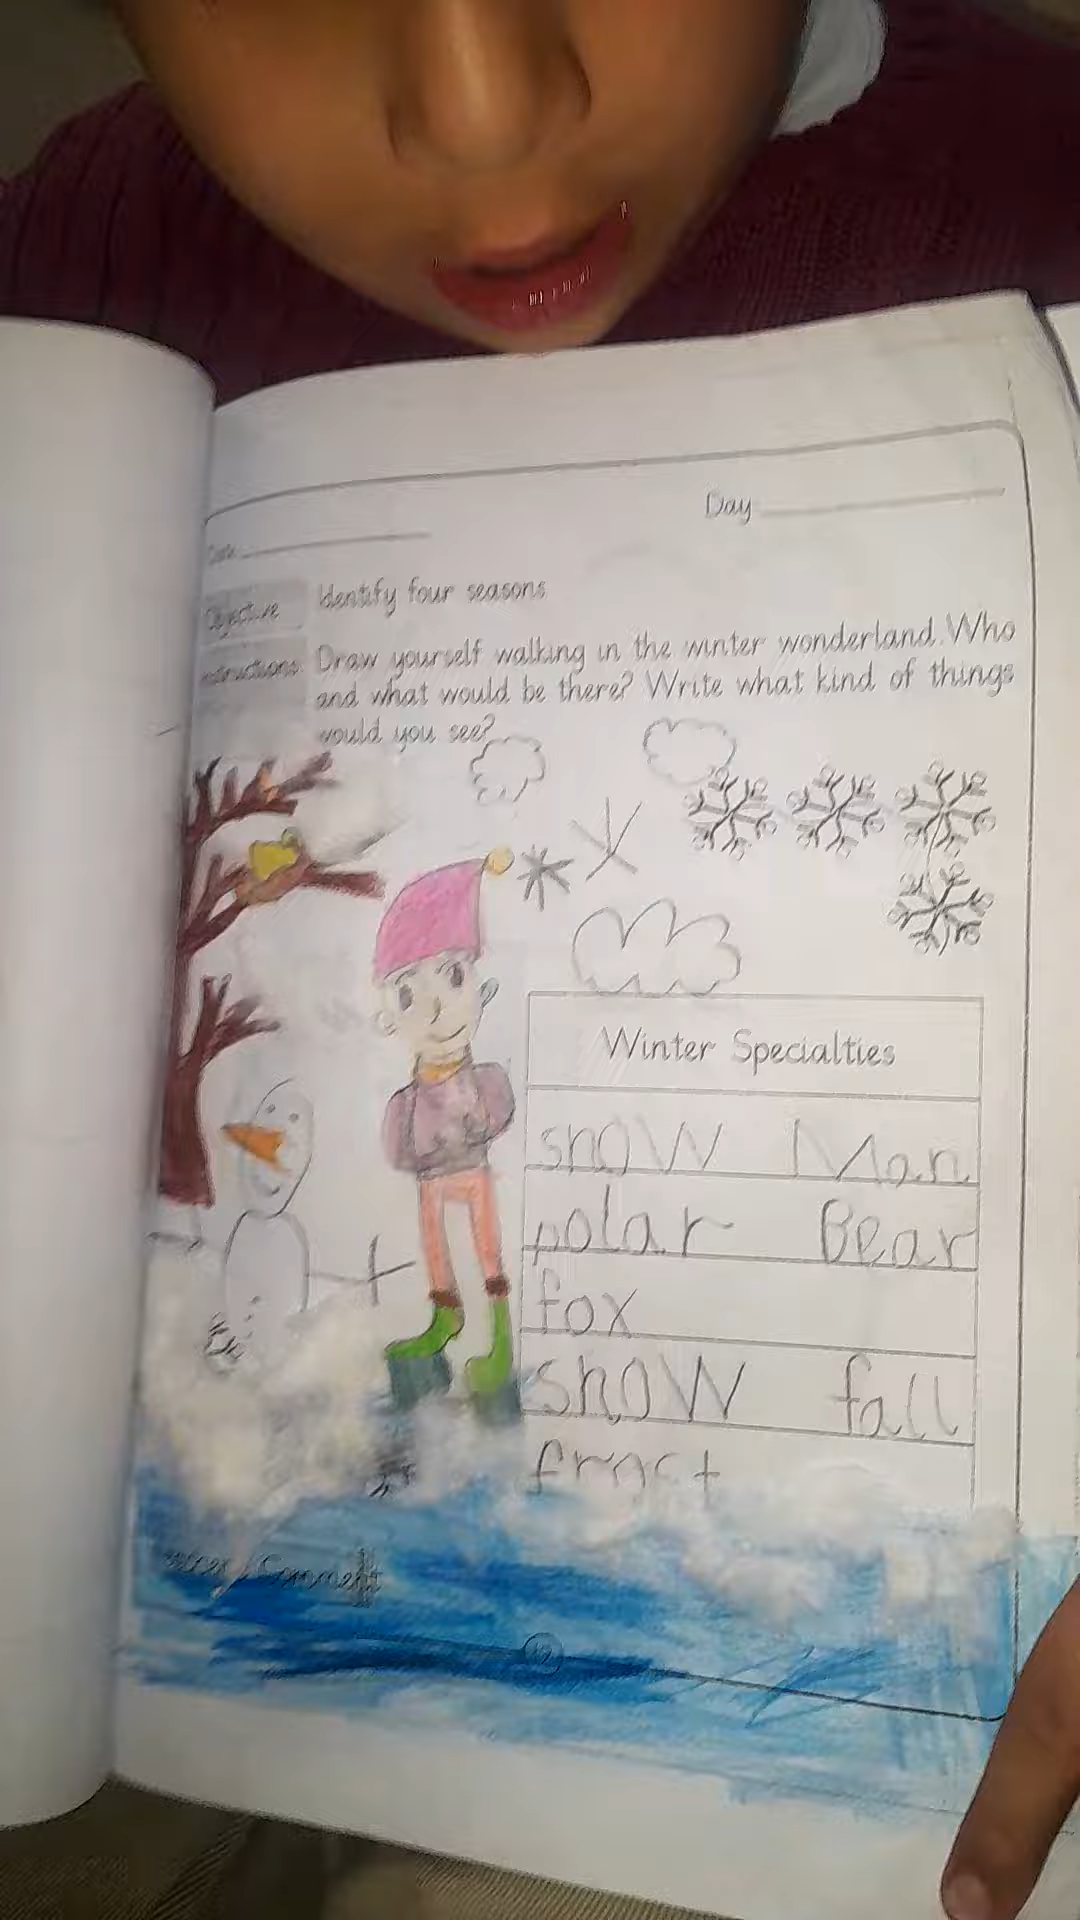 Day
Date
Objective Identify four seasons
Instructions: Draw yourself walking in the winter wonderland. Who
and what would be there? Write what kind of things
would you see?
Winter Specialties
snow Man
polar Bear
fox
snow fall
frost